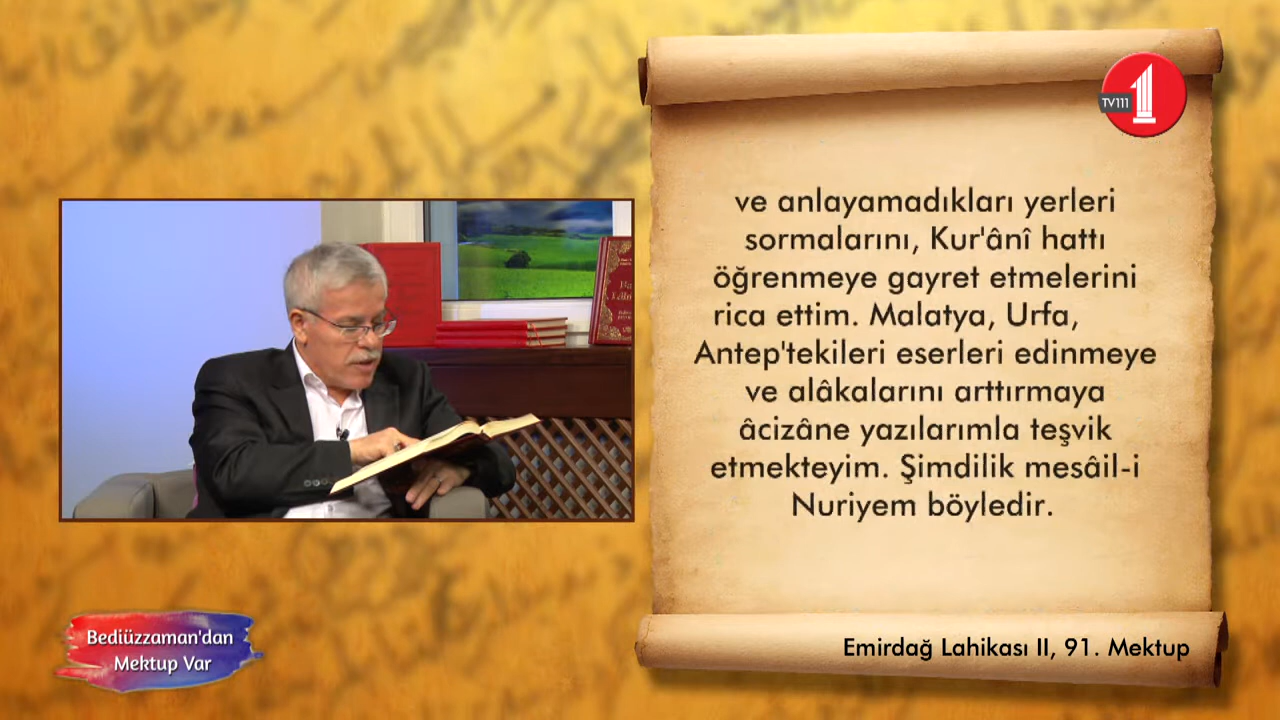 TV111
1
ve anlayamadıkları yerleri
sormalarını, Kur'ânî hattı
öğrenmeye gayret etmelerini
rica ettim. Malatya, Urfa,
Antep'tekileri eserleri edinmeye
ve alâkalarını arttırmaya
âcizâne yazılarımla teşvik
etmekteyim. Şimdilik mesâil-i
Nuriyem böyledir.
Emirdağ Lahikası II, 91. Mektup
Bediüzzaman'dan
Mektup Var